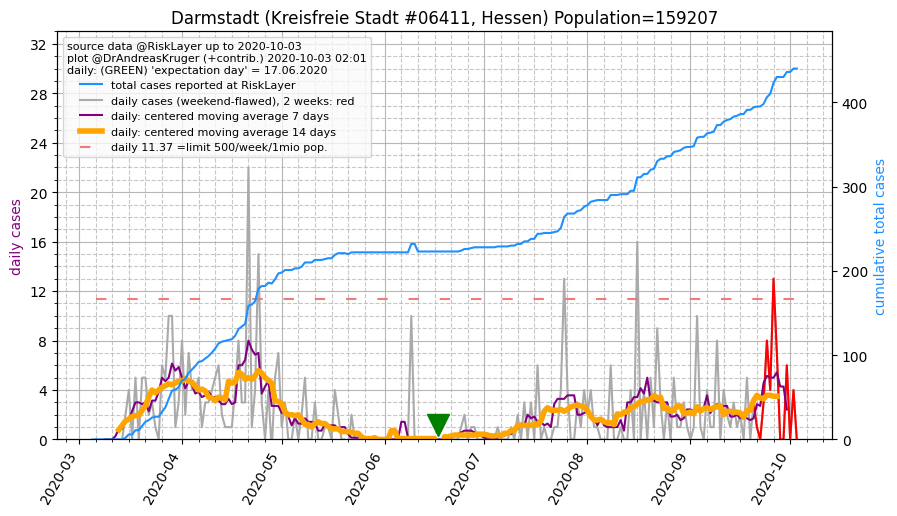 Darmstadt (Kreisfreie Stadt #06411, Hessen) Population=159207
source data @RiskLayer up to 2020-10-03
plot @DrAndreasKruger (+contrib.) 2020-10-03 02:01
daily: (GREEN) 'expectation day' = 17.06.2020
total cases reported at RiskLayer
daily cases (weekend-flawed), 2 weeks: red
daily: centered moving average 7 days
daily: centered moving average 14 days
daily 11.37 =limit 500/week/1mio pop.
daily cases
32
28
24
20
16
12
8
4
0
cumulative total cases
400
300
200
100
0
2020-03
2020-04
2020-05
2020-06
2020-07
2020-08
2020-09
2020-10